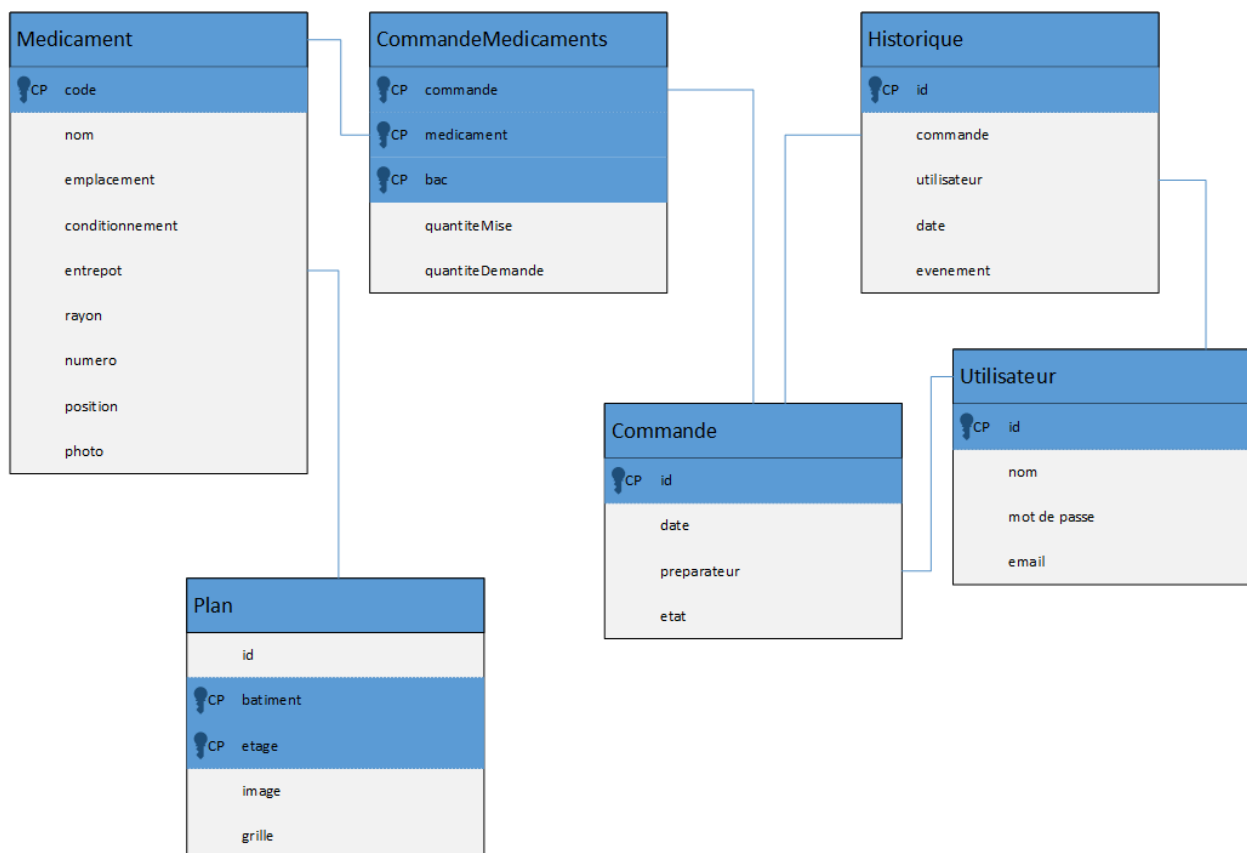 Medicament
CP code
nom
emplacement
conditionnement
entrepot
rayon
numero
position
photo
CommandeMedicaments
CP commande
CP medicament
CP bac
quantiteMise
quantiteDemande
Historique
CP id
commande
utilisateur
date
evenement
Utilisateur
CP id
nom
mot de passe
email
Commande
CP id
date
preparateur
etat
Plan
id
CP batiment
CP etage
image
grille